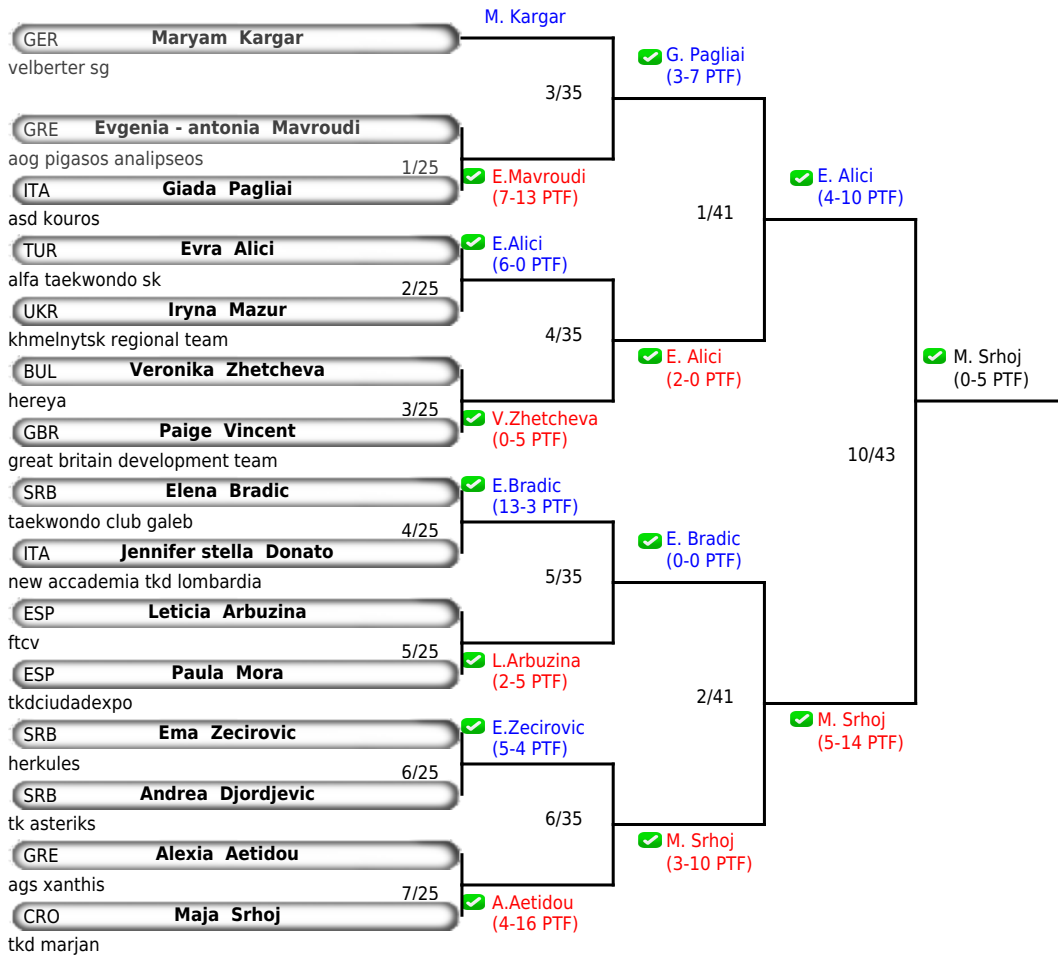 M. Kargar
GER Maryam Kargar
velberter sg
G. Pagliai
(3-7 PTF)
3/35
GRE Evgenia - antonia Mavroudi
aog pigasos analipseos
1/25
E.Mavroudi
(7-13 PTF)
ITA Giada Pagliai
asd kouros
E. Alici
(4-10 PTF)
1/41
TUR Evra Alici
E.Alici
(6-0 PTF)
alfa taekwondo sk
2/25
UKR Iryna Mazur
khmelnytsk regional team
4/35
E. Alici
(2-0 PTF)
M. Srhoj
(0-5 PTF)
BUL Veronika Zhetcheva
hereya
3/25
V.Zhetcheva
(0-5 PTF)
GBR Paige Vincent
great britain development team
10/43
SRB Elena Bradic
E.Bradic
(13-3 PTF)
taekwondo club galeb
4/25
E. Bradic
(0-0 PTF)
ITA Jennifer stella Donato
new accademia tkd lombardia
5/35
ESP Leticia Arbuzina
ftcv
5/25
L.Arbuzina
(2-5 PTF)
ESP Paula Mora
tkdciudadexpo
2/41
M. Srhoj
(5-14 PTF)
SRB Ema Zecirovic
E.Zecirovic
(5-4 PTF)
herkules
6/25
SRB Andrea Djordjevic
tk asteriks
6/35
M. Srhoj
(3-10 PTF)
GRE Alexia Aetidou
ags xanthis
7/25
A.Aetidou
(4-16 PTF)
CRO Maja Srhoj
tkd marjan